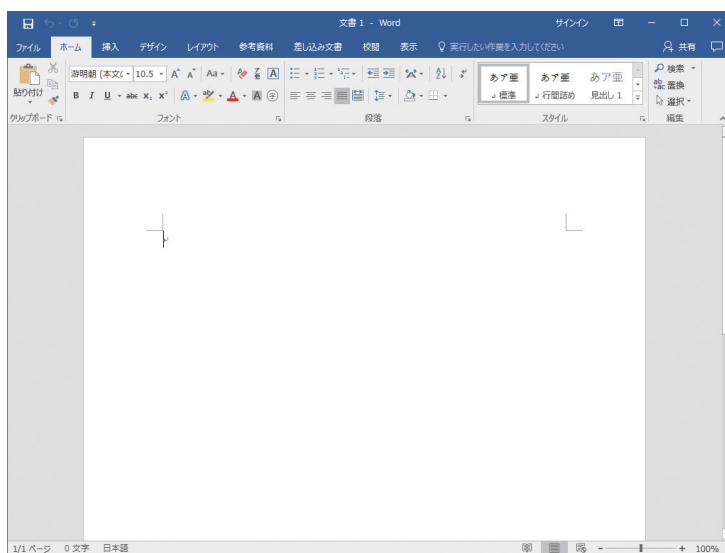 文書 1 - Word サインイン
ファイル ホーム 挿入 デザイン レイアウト 参考資料 差し込み文書 校閲 表示 実行したい作業を入力してください 共有
貼り付け
游明朝 (本文( 10.5 A A Aa A
B I U abc x₂ x² A ab A A 字
あア亜 あア亜 あア亜
標準 行間詰め 見出し 1
検索
置換
選択
クリップボード フォント 段落 スタイル 編集
1/1 ページ 0 文字 日本語 100%